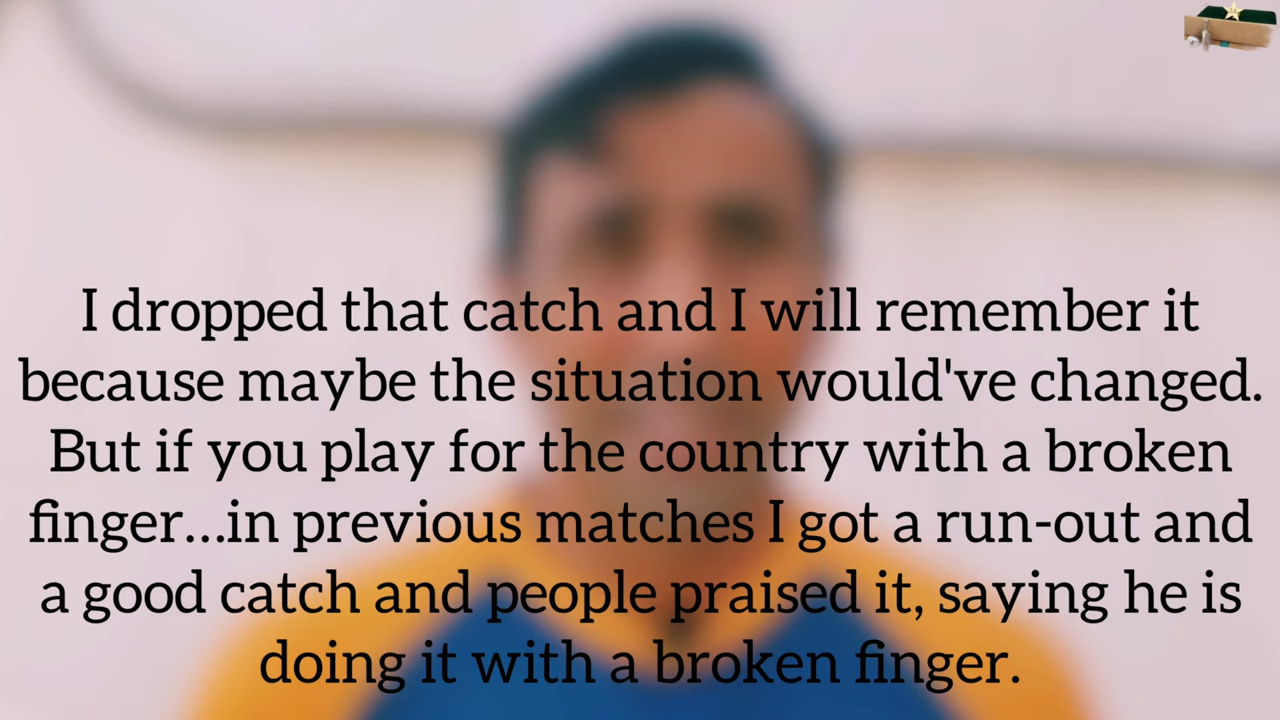 I dropped that catch and I will remember it
because maybe the situation would've changed.
But if you play for the country with a broken
finger...in previous matches I got a run-out and
a good catch and people praised it, saying he is
doing it with a broken finger.